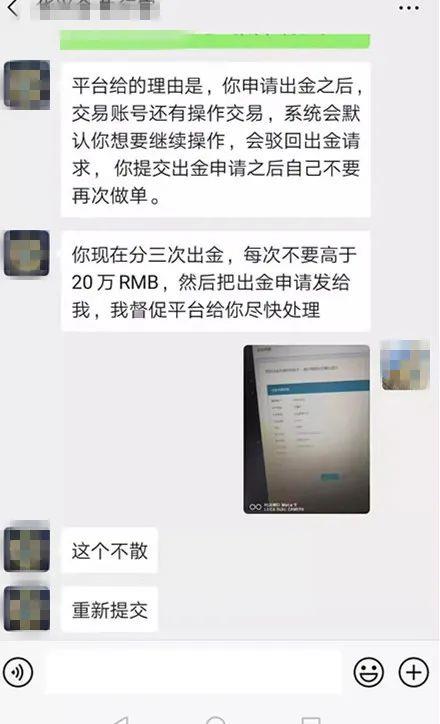 平台给的理由是，你申请出金之后，
交易账号还有操作交易，系统会默
认你想要继续操作，会驳回出金请
求， 你提交出金申请之后自己不要
再次做单。
你现在分三次出金，每次不要高于
20万RMB，然后把出金申请发给
我，我督促平台给你尽快处理
这个不散
重新提交